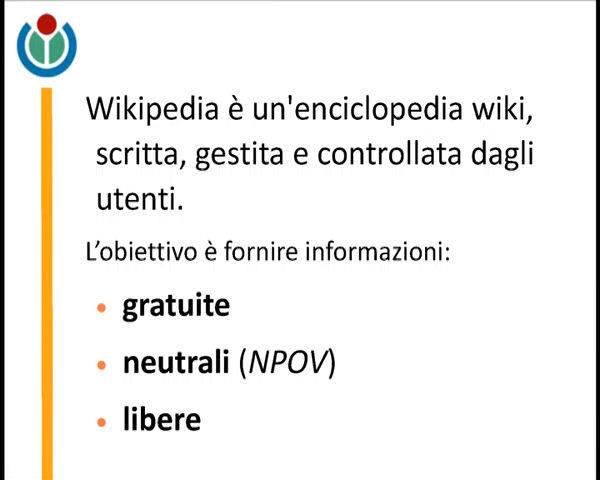 Wikipedia è un'enciclopedia wiki,
scritta, gestita e controllata dagli
utenti.
L’obiettivo è fornire informazioni:
• gratuite
• neutrali (NPOV)
• libere